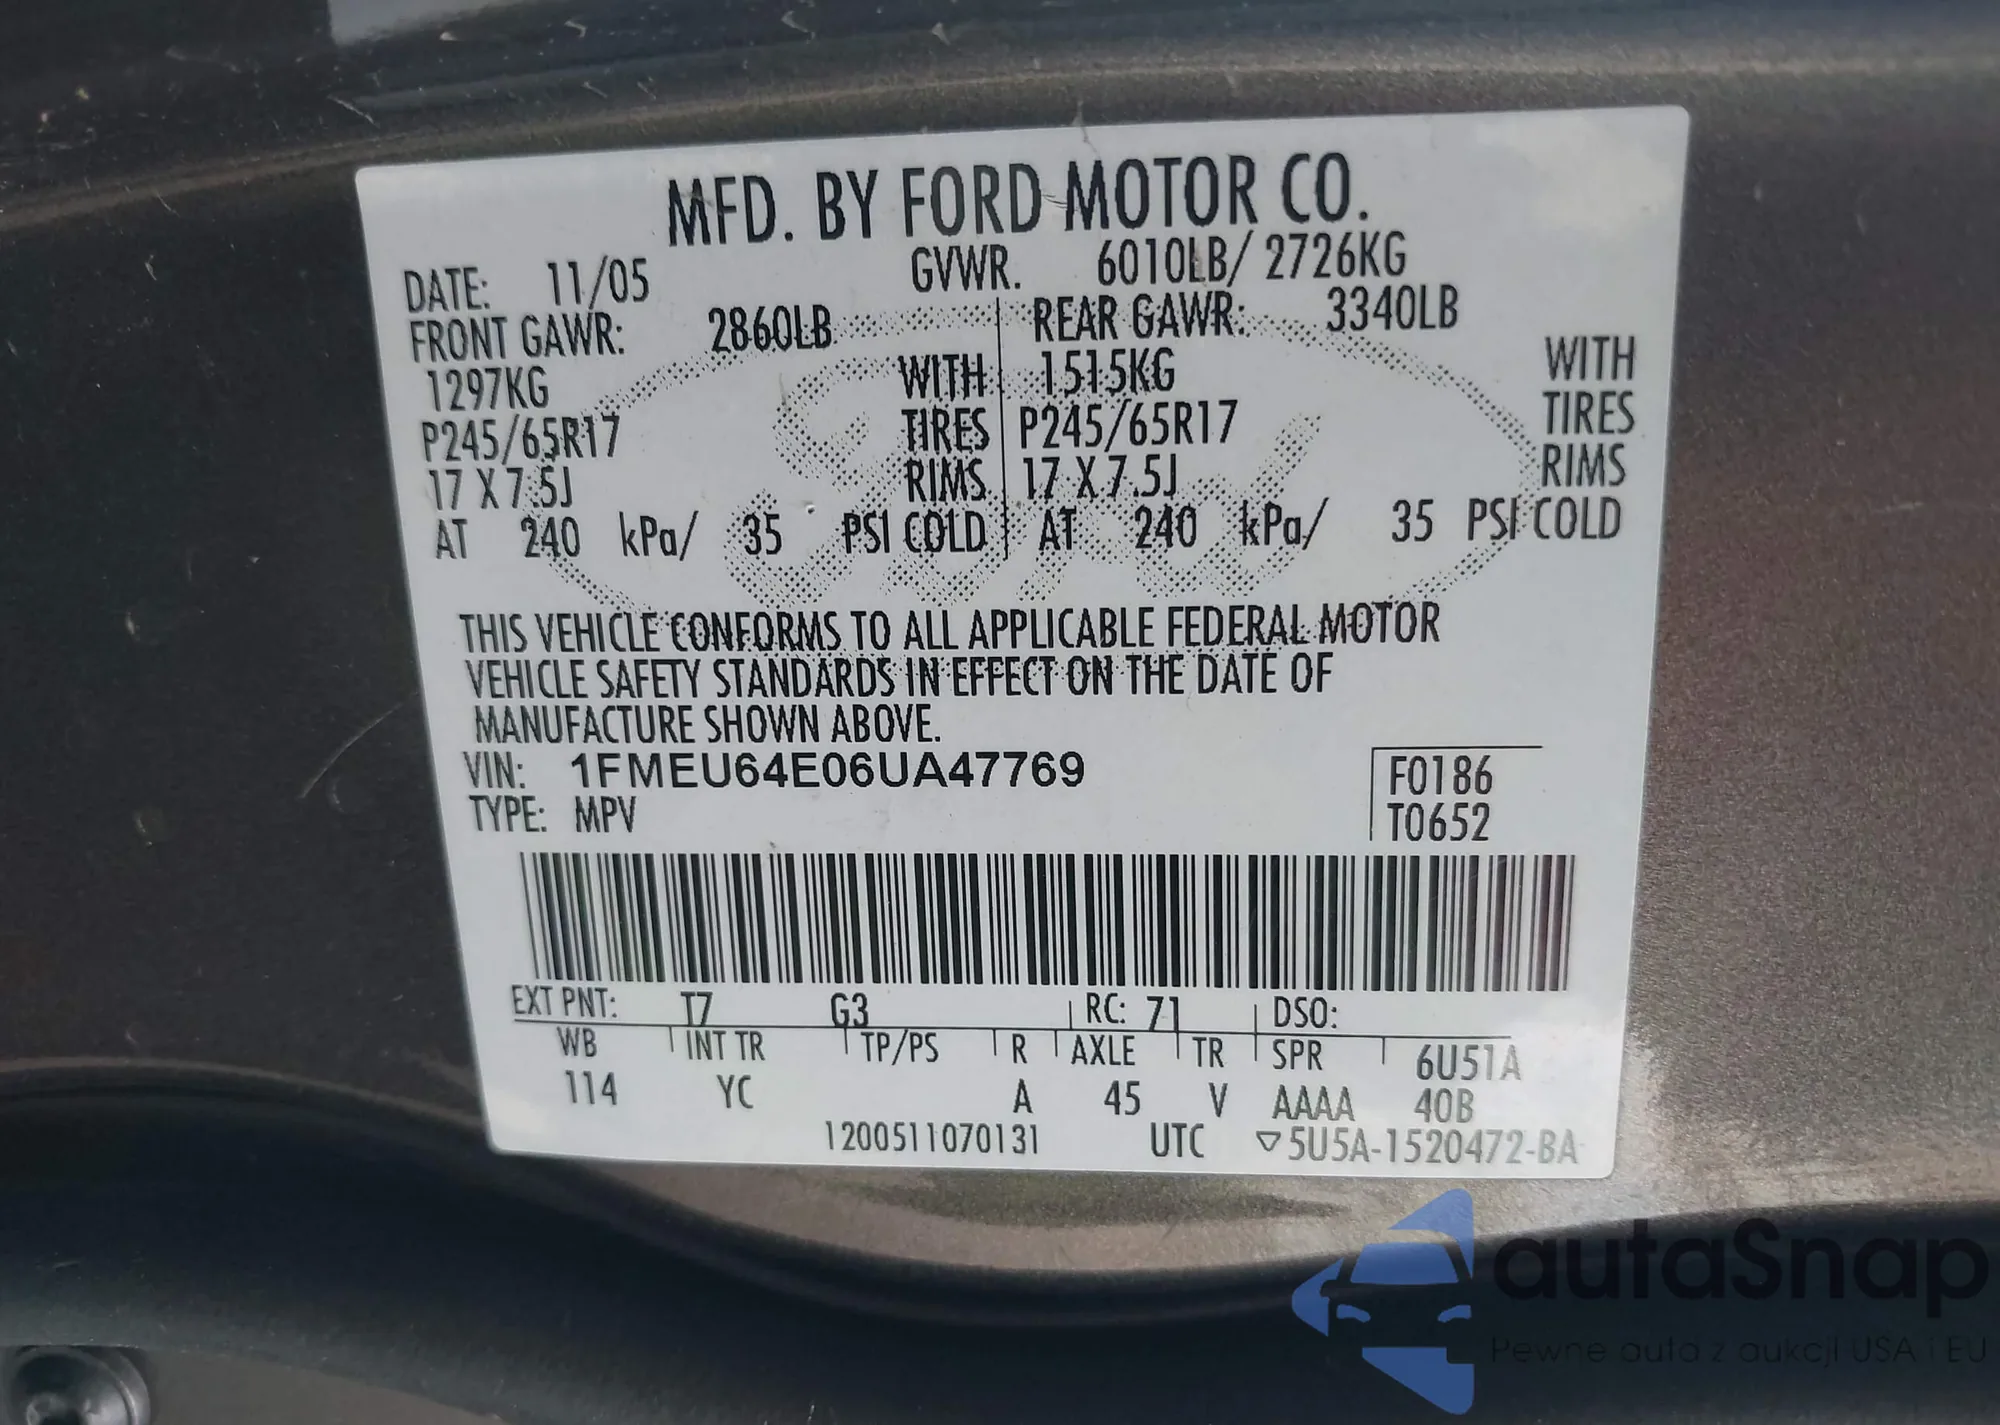 MFD. BY FORD MOTOR CO.
DATE: 11/05 GVWR. 6010LB/ 2726KG
FRONT GAWR: 2860LB REAR GAWR: 3340LB
1297KG WITH 1515KG WITH
P245/65R17 TIRES P245/65R17 TIRES
17 X 7.5J RIMS 17 X 7.5J RIMS
AT 240 kPa/ 35 PSI COLD AT 240 kPa/ 35 PSI COLD
THIS VEHICLE CONFORMS TO ALL APPLICABLE FEDERAL MOTOR
VEHICLE SAFETY STANDARDS IN EFFECT ON THE DATE OF
MANUFACTURE SHOWN ABOVE.
VIN: 1FMEU64E06UA47769 F0186
TYPE: MPV T0652
EXT PNT: T7 G3 RC: 71 DSO:
WB INT TR TP/PS R AXLE TR SPR 6U51A
114 YC A 45 V AAAA 40B
1200511070131 UTC ▽5U5A-1520472-BA
autaSnap
Pewne auta z aukcji USA i EU